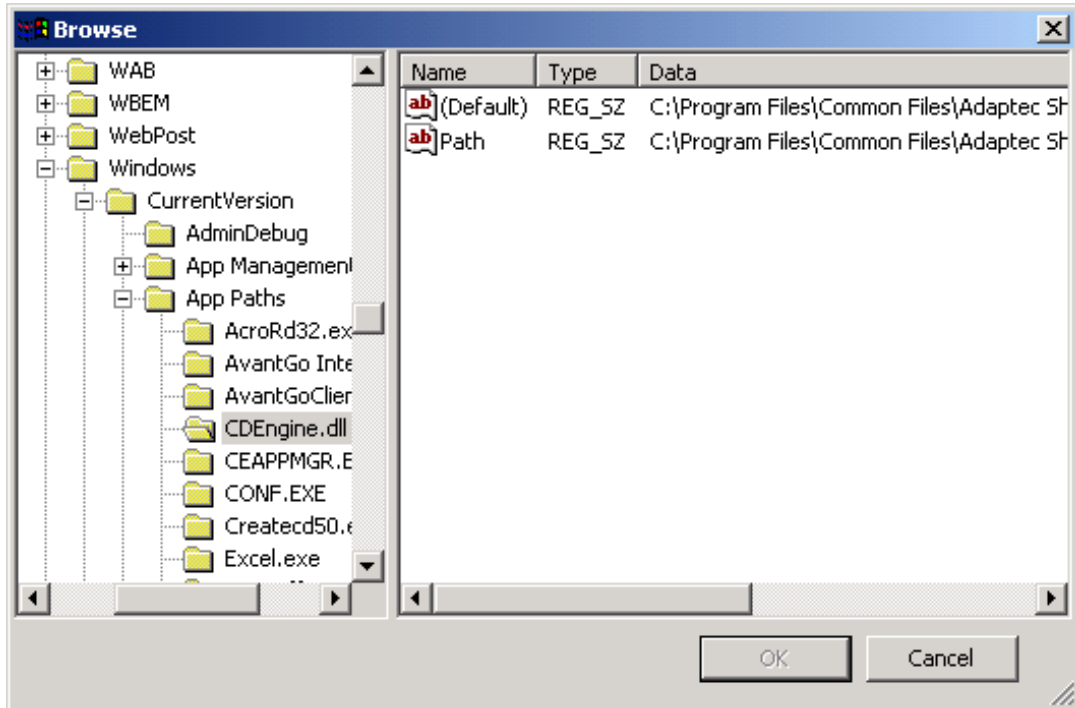 Browse
WAB
WBEM
WebPost
Windows
CurrentVersion
AdminDebug
App Management
App Paths
AcroRd32.ex
AvantGo Inte
AvantGoClier
CDEngine.dll
CEAPPMGR.E
CONF.EXE
Createcd50.e
Excel.exe
Name Type Data
(Default) REG_SZ C:\Program Files\Common Files\Adaptec Sh
Path REG_SZ C:\Program Files\Common Files\Adaptec Sh
OK Cancel